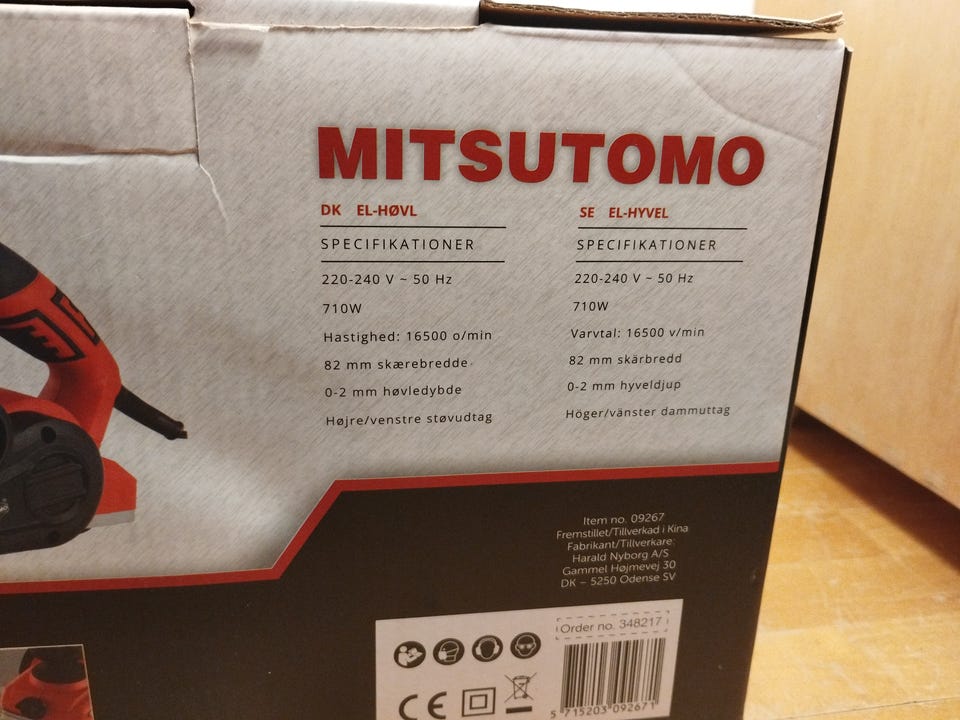 MITSUTOMO
DK EL-HØVL
SPECIFIKATIONER
220-240 V ~ 50 Hz
710W
Hastighed: 16500 o/min
82 mm skærebredde
0-2 mm høvledybde
Højre/venstre støvudtag
SE EL-HYVEL
SPECIFIKATIONER
220-240 V ~ 50 Hz
710W
Varvtal: 16500 v/min
82 mm skärbredd
0-2 mm hyveldjup
Höger/vänster dammuttag
Item no. 09267
Fremstillet/Tillverkad i Kina
Fabrikant/Tillverkare:
Harald Nyborg A/S
Gammel Højmevej 30
DK – 5250 Odense SV
Order no. 348217
CE
5 715203 092671